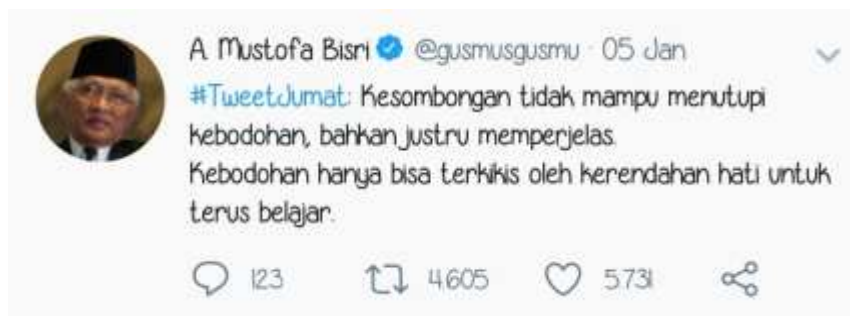 A. Mustofa Bisri @gusmusgusmu · 05 Jan
#TweetJumat: Kesombongan tidak mampu menutupi
kebodohan, bahkan justru memperjelas.
Kebodohan hanya bisa terkikis oleh kerendahan hati untuk
terus belajar.
123 4.605 5.731